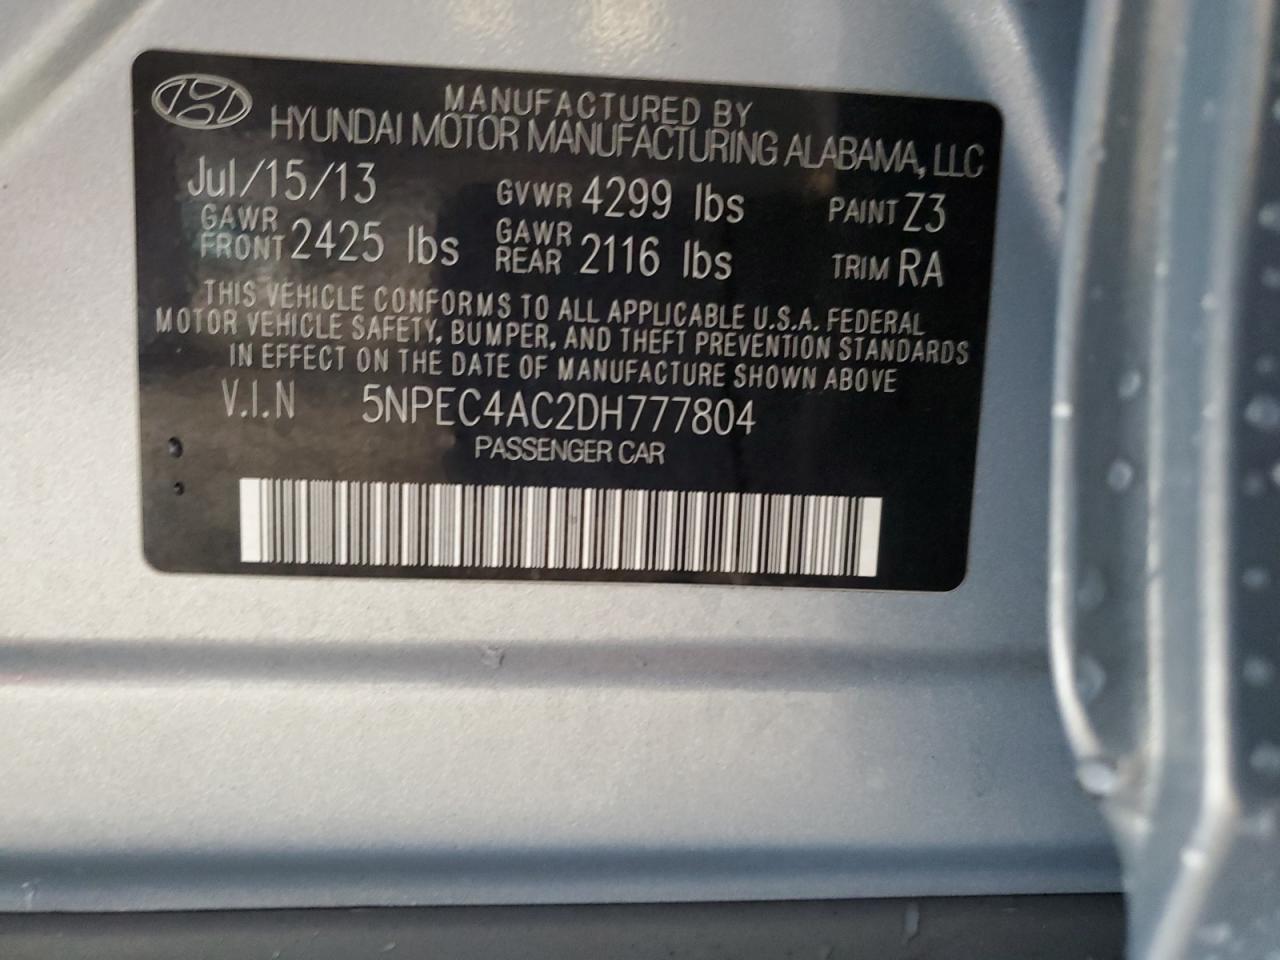 MANUFACTURED BY
HYUNDAI MOTOR MANUFACTURING ALABAMA, LLC
Jul/15/13 GVWR 4299 lbs PAINT Z3
GAWR FRONT 2425 lbs GAWR REAR 2116 lbs TRIM RA
THIS VEHICLE CONFORMS TO ALL APPLICABLE U.S.A. FEDERAL
MOTOR VEHICLE SAFETY, BUMPER, AND THEFT PREVENTION STANDARDS
IN EFFECT ON THE DATE OF MANUFACTURE SHOWN ABOVE
V.I.N 5NPEC4AC2DH777804
PASSENGER CAR